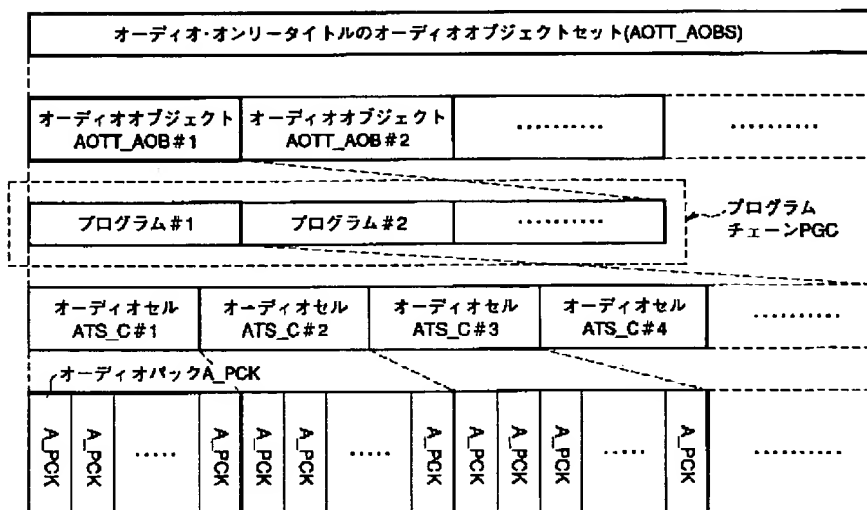 オーディオ・オンリータイトルのオーディオオブジェクトセット(AOTT_AOBS)
オーディオオブジェクト
AOTT_AOB#1
オーディオオブジェクト
AOTT_AOB#2
··········
··········
プログラム#1
プログラム#2
··········
プログラム
チェーンPGC
オーディオセル
ATS_C#1
オーディオセル
ATS_C#2
オーディオセル
ATS_C#3
オーディオセル
ATS_C#4
··········
オーディオパックA_PCK
A_PCK
A_PCK
·····
A_PCK
A_PCK
A_PCK
·····
A_PCK
A_PCK
A_PCK
A_PCK
·····
A_PCK
··········